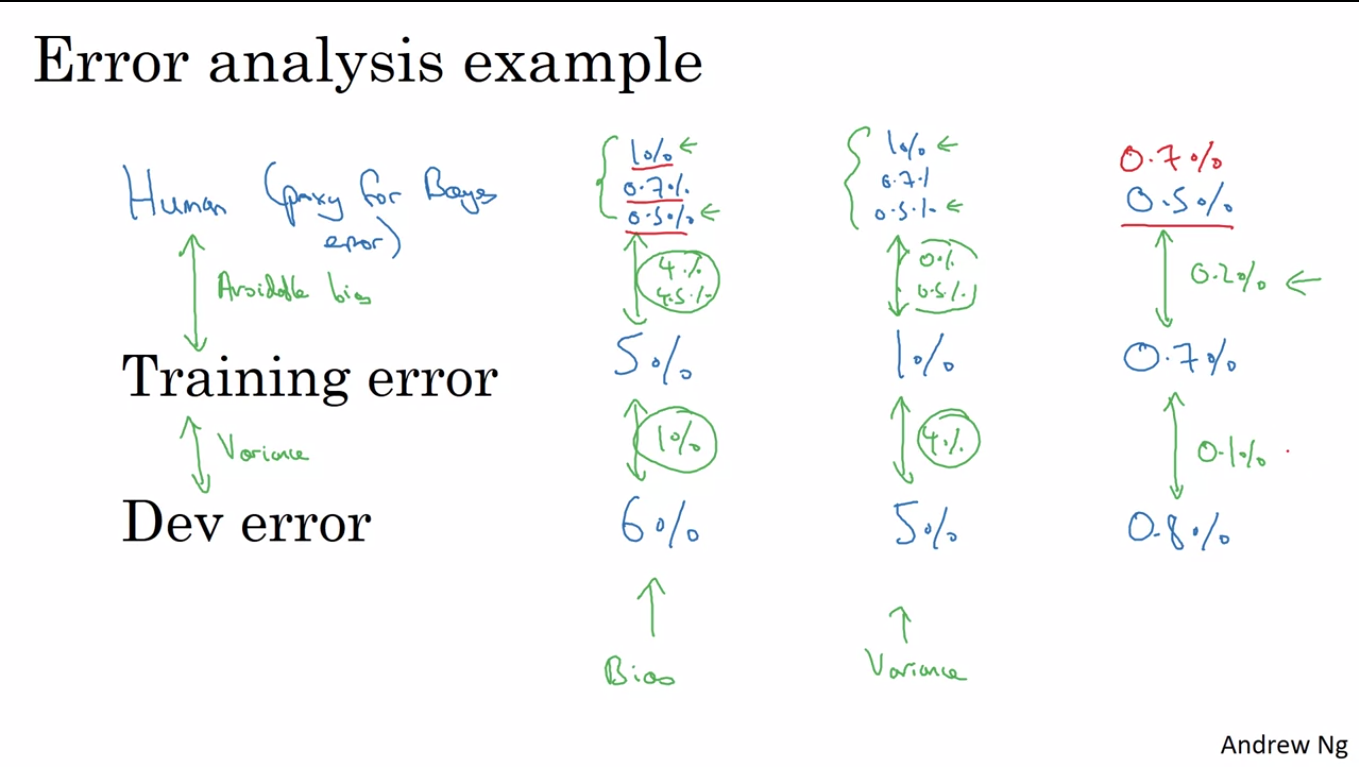 Error analysis example
Human (proxy for Bayes
error)
1%
0.7%
0.5%
1%
0.7%
0.5%
0.7%
0.5%
Avoidable bias
4%
4.5%
0%
0.5%
0.2%
Training error
5%
1%
0.7%
Variance
1%
4%
0.1%
Dev error
6%
5%
0.8%
Bias
Variance
Andrew Ng